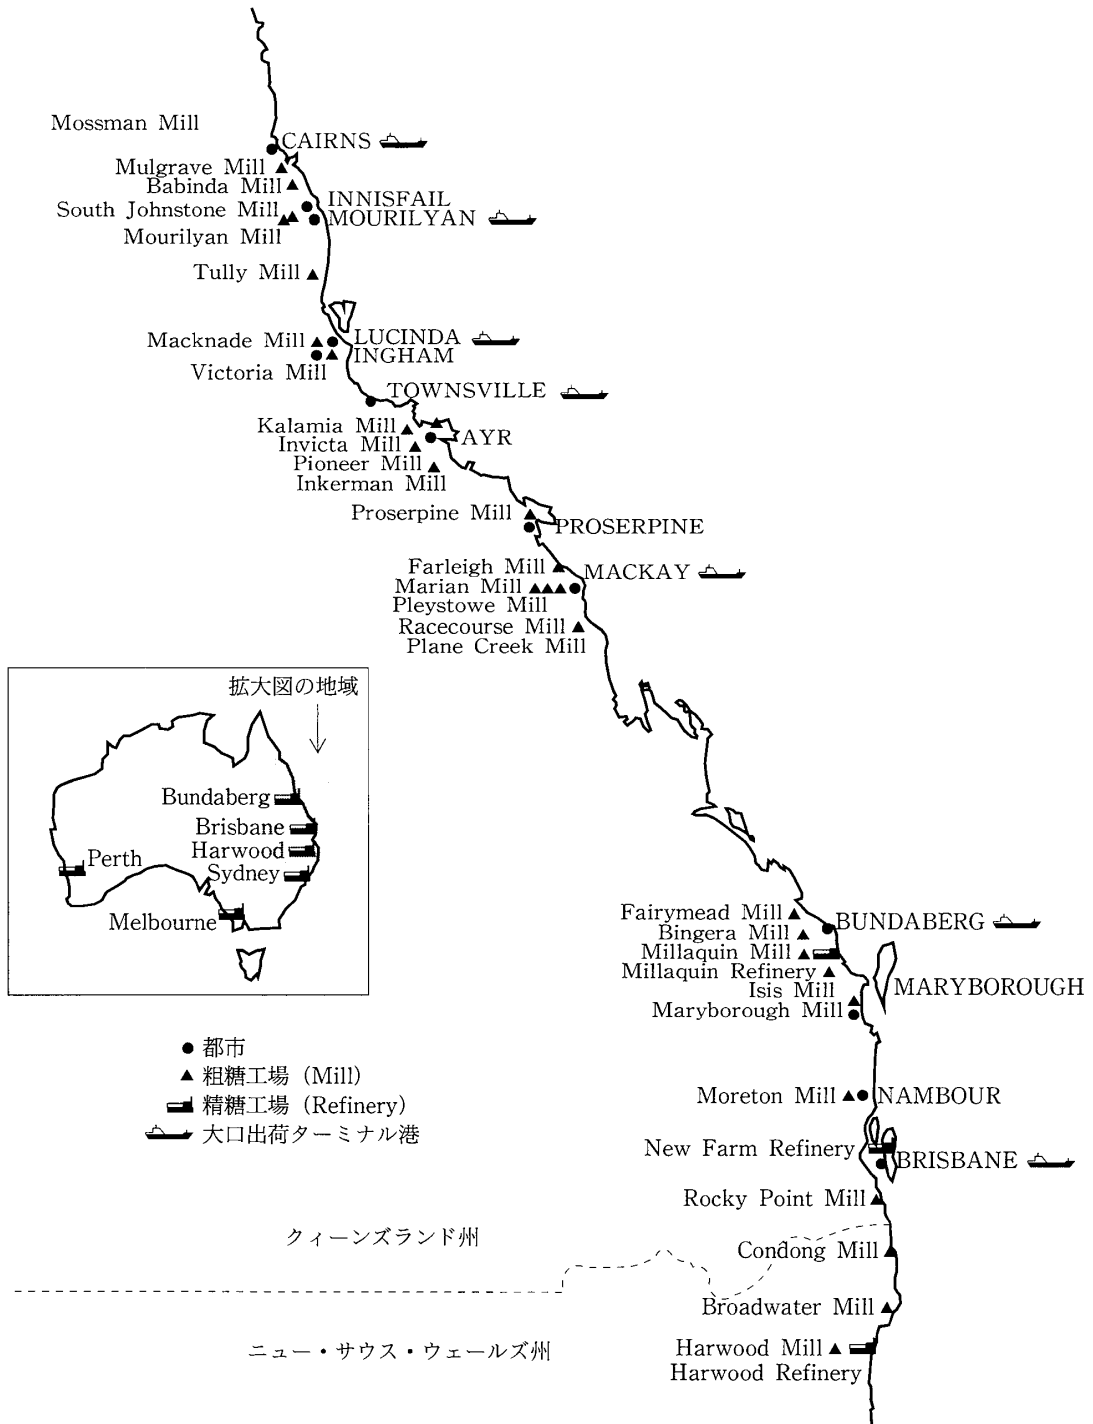 Mossman Mill
CAIRNS
Mulgrave Mill
Babinda Mill
INNISFAIL
South Johnstone Mill
MOURILYAN
Mourilyan Mill
Tully Mill
Macknade Mill
LUCINDA
INGHAM
Victoria Mill
TOWNSVILLE
Kalamia Mill
AYR
Invicta Mill
Pioneer Mill
Inkerman Mill
Proserpine Mill
PROSERPINE
Farleigh Mill
MACKAY
Marian Mill
Pleystowe Mill
Racecourse Mill
Plane Creek Mill
拡大図の地域
Bundaberg
Brisbane
Harwood
Perth
Sydney
Melbourne
Fairymead Mill
BUNDABERG
Bingera Mill
Millaquin Mill
Millaquin Refinery
Isis Mill
MARYBOROUGH
Maryborough Mill
都市
粗糖工場 (Mill)
精糖工場 (Refinery)
大口出荷ターミナル港
Moreton Mill
NAMBOUR
New Farm Refinery
BRISBANE
Rocky Point Mill
クィーンズランド州
Condong Mill
Broadwater Mill
ニュー・サウス・ウェールズ州
Harwood Mill
Harwood Refinery